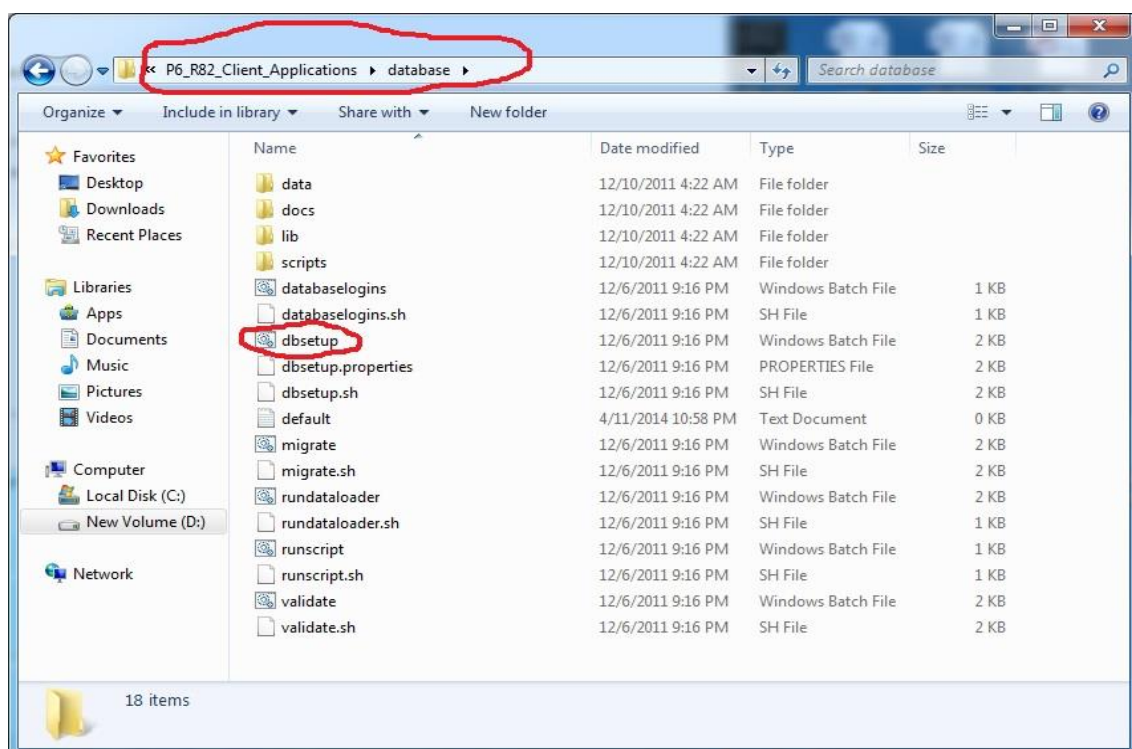 « P6_R82_Client_Applications ▸ database ▸ Search database
Organize Include in library Share with New folder
Name Date modified Type Size
Favorites
Desktop
Downloads
Recent Places
Libraries
Apps
Documents
Music
Pictures
Videos
Computer
Local Disk (C:)
New Volume (D:)
Network
data 12/10/2011 4:22 AM File folder
docs 12/10/2011 4:22 AM File folder
lib 12/10/2011 4:22 AM File folder
scripts 12/10/2011 4:22 AM File folder
databaselogins 12/6/2011 9:16 PM Windows Batch File 1 KB
databaselogins.sh 12/6/2011 9:16 PM SH File 1 KB
dbsetup 12/6/2011 9:16 PM Windows Batch File 2 KB
dbsetup.properties 12/6/2011 9:16 PM PROPERTIES File 2 KB
dbsetup.sh 12/6/2011 9:16 PM SH File 2 KB
default 4/11/2014 10:58 PM Text Document 0 KB
migrate 12/6/2011 9:16 PM Windows Batch File 2 KB
migrate.sh 12/6/2011 9:16 PM SH File 2 KB
rundataloader 12/6/2011 9:16 PM Windows Batch File 2 KB
rundataloader.sh 12/6/2011 9:16 PM SH File 1 KB
runscript 12/6/2011 9:16 PM Windows Batch File 1 KB
runscript.sh 12/6/2011 9:16 PM SH File 1 KB
validate 12/6/2011 9:16 PM Windows Batch File 2 KB
validate.sh 12/6/2011 9:16 PM SH File 2 KB
18 items